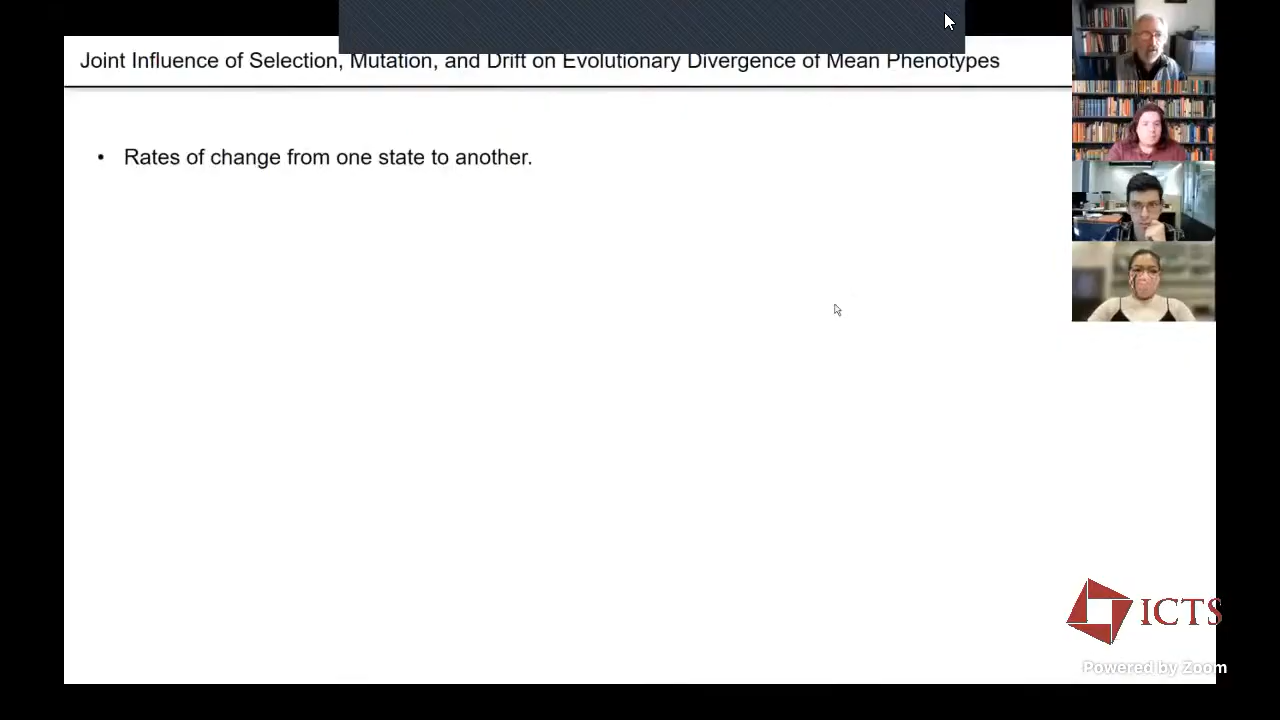 Joint Influence of Selection, Mutation, and Drift on Evolutionary Divergence of Mean Phenotypes
• Rates of change from one state to another.
ICTS
Powered by Zoom